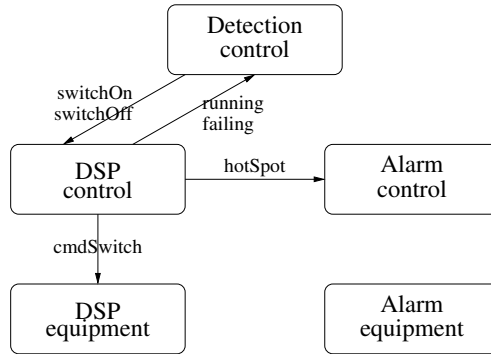 Detection
control
switchOn
switchOff
running
failing
DSP
control
hotSpot
Alarm
control
cmdSwitch
DSP
equipment
Alarm
equipment